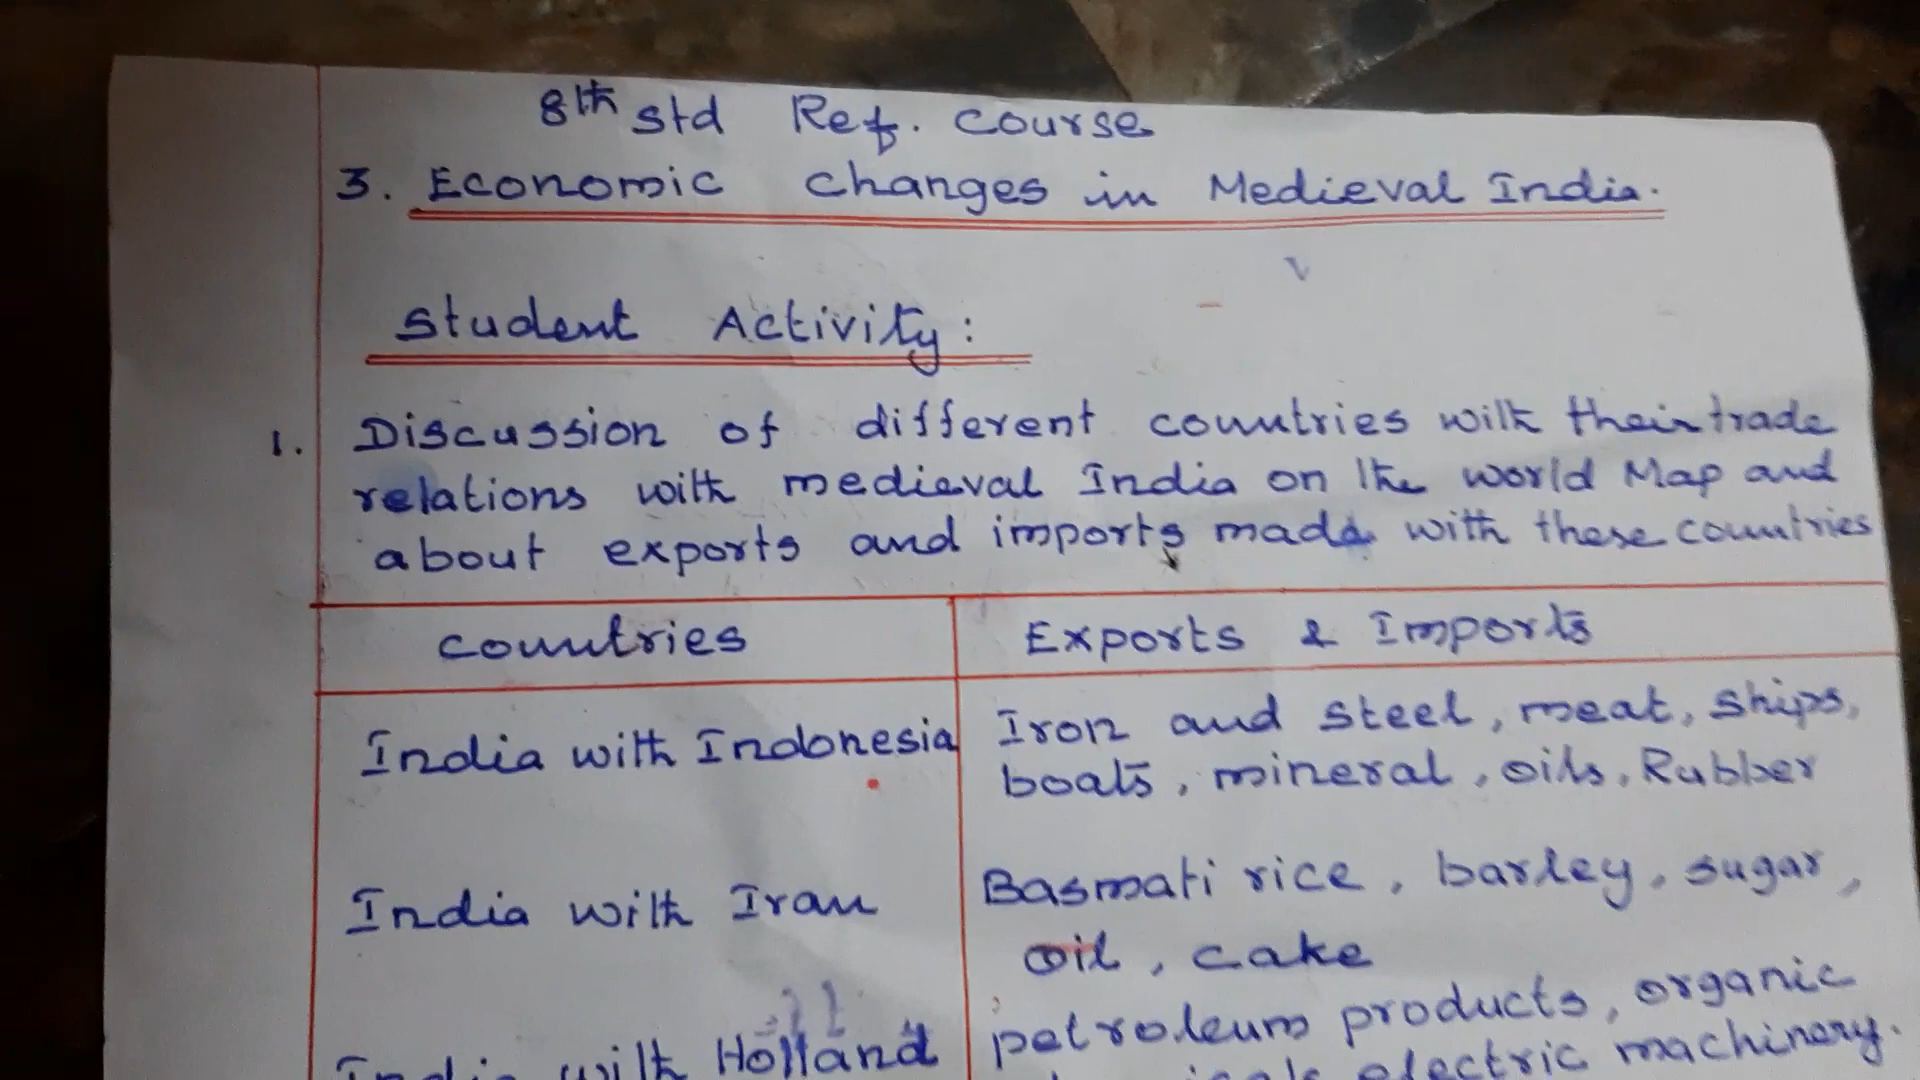 8th std Ref. course
3. Economic changes in Medieval India.
Student Activity:
1. Discussion of different countries with their trade
relations with medieval India on the world Map and
about exports and imports made with these countries
countries Exports & Imports
India with Indonesia Iron and steel, meat, ships,
boats, mineral, oils, Rubber
India with Iran Basmati rice, barley, sugar,
oil, cake
India with Holland petroleum products, organic
electric machinery.